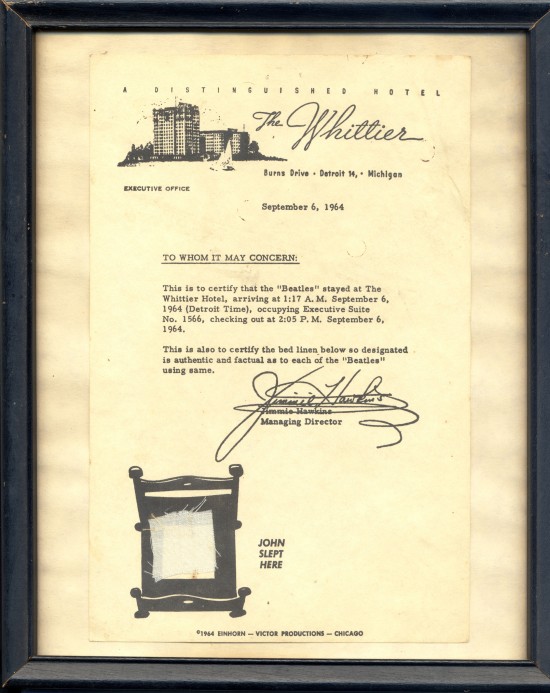 A DISTINGUISHED HOTEL
The Whittier
Burns Drive • Detroit 14, • Michigan
EXECUTIVE OFFICE
September 6, 1964
TO WHOM IT MAY CONCERN:
This is to certify that the "Beatles" stayed at The
Whittier Hotel, arriving at 1:17 A.M. September 6,
1964 (Detroit Time), occupying Executive Suite
No. 1566, checking out at 2:05 P.M. September 6,
1964.
This is also to certify the bed linen below so designated
is authentic and factual as to each of the "Beatles"
using same.
Jimmie Hawkins
Jimmie Hawkins
Managing Director
JOHN
SLEPT
HERE
©1964 EINHORN — VICTOR PRODUCTIONS — CHICAGO